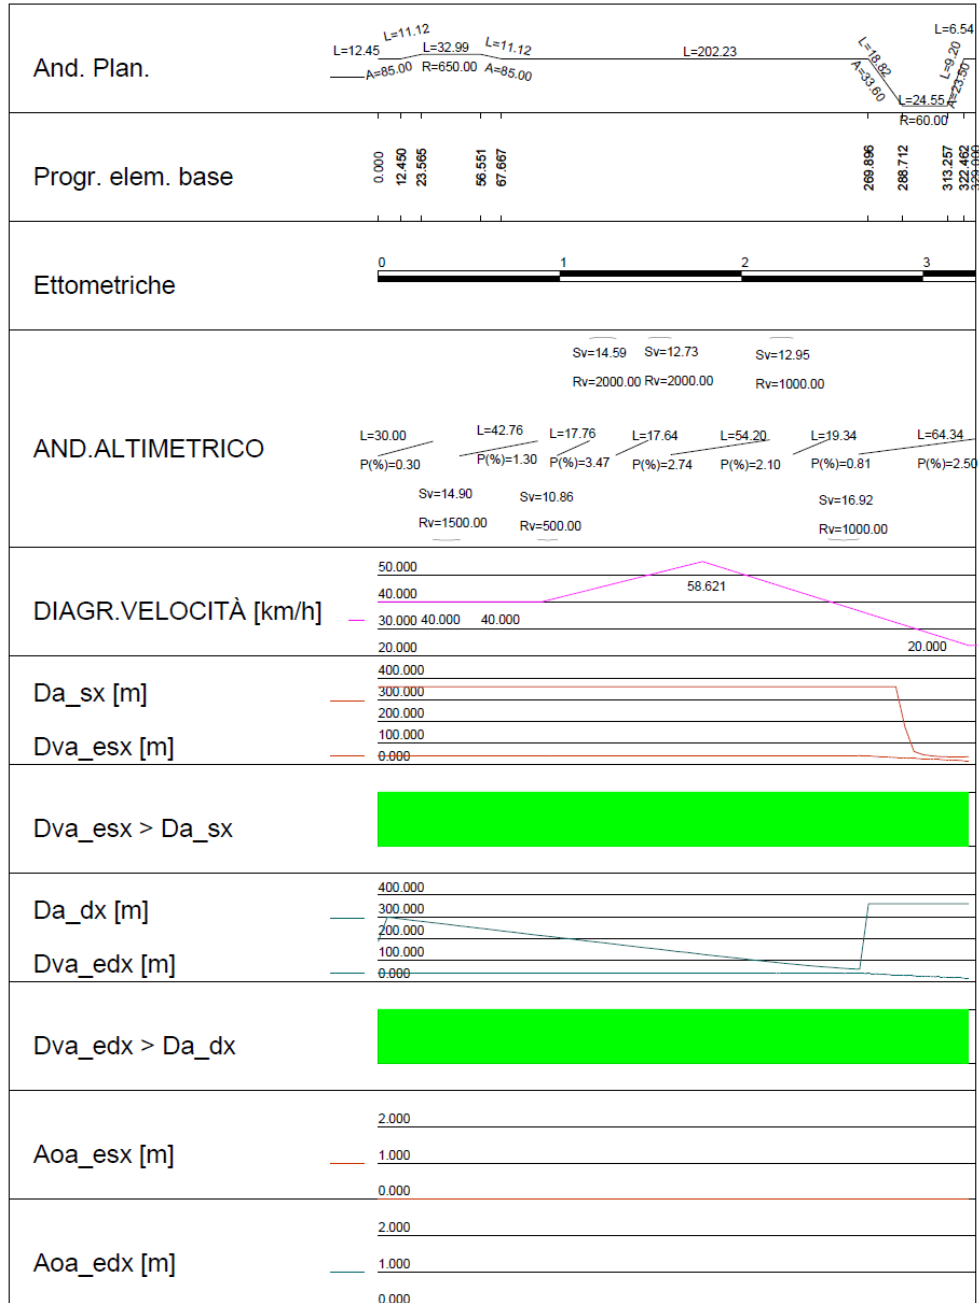 L=12.45 L=11.12 L=32.99 L=11.12 L=202.23 L=18.82 L=24.55 L=9.20 L=6.54
And. Plan.
A=85.00 R=650.00 A=85.00 A=33.60 R=60.00 A=23.50
Progr. elem. base
0.000 12.450 23.565 56.551 67.667 269.896 288.712 313.257 322.462 329.000
Ettometriche
0 1 2 3
Sv=14.59 Sv=12.73 Sv=12.95
Rv=2000.00 Rv=2000.00 Rv=1000.00
AND.ALTIMETRICO
L=30.00 L=42.76 L=17.76 L=17.64 L=54.20 L=19.34 L=64.34
P(%)=0.30 P(%)=1.30 P(%)=3.47 P(%)=2.74 P(%)=2.10 P(%)=0.81 P(%)=2.50
Sv=14.90 Sv=10.86 Sv=16.92
Rv=1500.00 Rv=500.00 Rv=1000.00
DIAGR.VELOCITÀ [km/h]
50.000
40.000
58.621
30.000 40.000 40.000
20.000 20.000
Da_sx [m]
Dva_esx [m]
400.000
300.000
200.000
100.000
0.000
Dva_esx > Da_sx
Da_dx [m]
Dva_edx [m]
400.000
300.000
200.000
100.000
0.000
Dva_edx > Da_dx
Aoa_esx [m]
2.000
1.000
0.000
Aoa_edx [m]
2.000
1.000
0.000